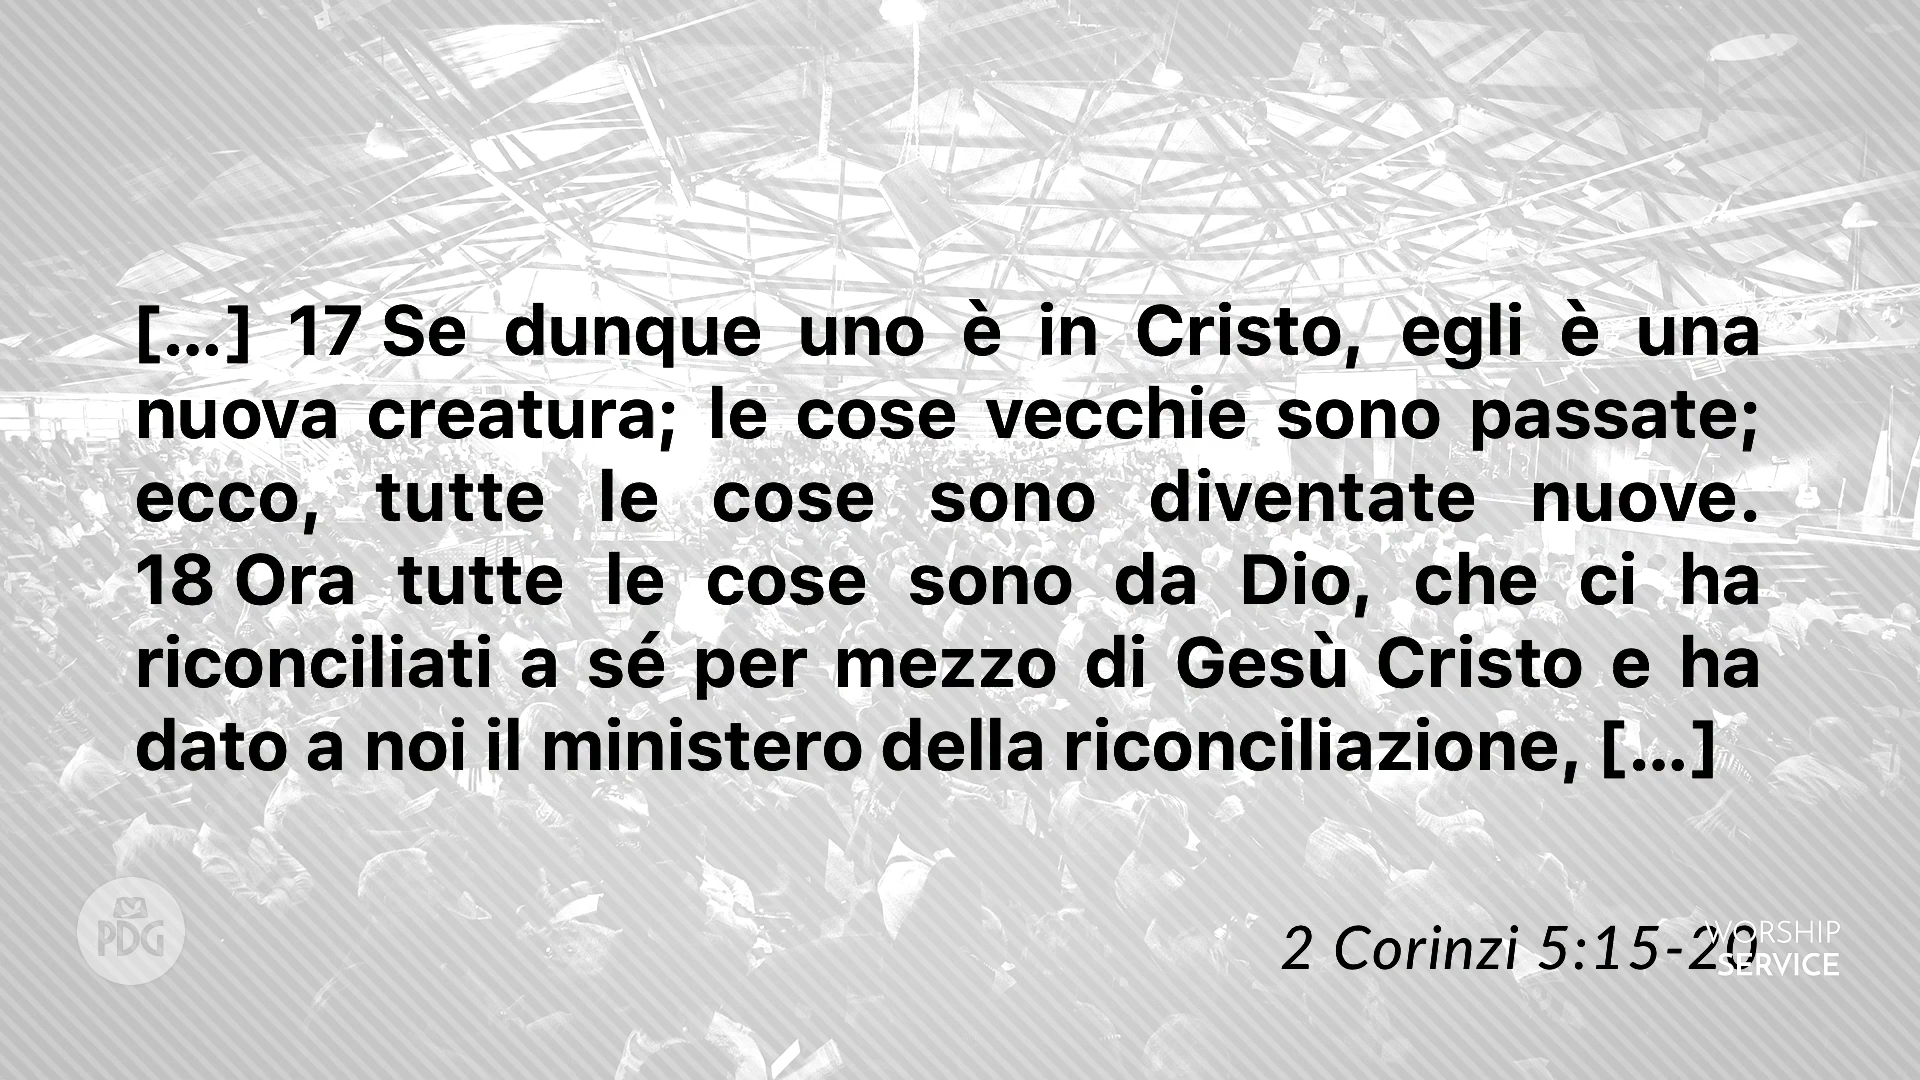 [...] 17 Se dunque uno è in Cristo, egli è una
nuova creatura; le cose vecchie sono passate;
ecco, tutte le cose sono diventate nuove.
18 Ora tutte le cose sono da Dio, che ci ha
riconciliati a sé per mezzo di Gesù Cristo e ha
dato a noi il ministero della riconciliazione, [...]
PDG
2 Corinzi 5:15-20
WORSHIP
SERVICE